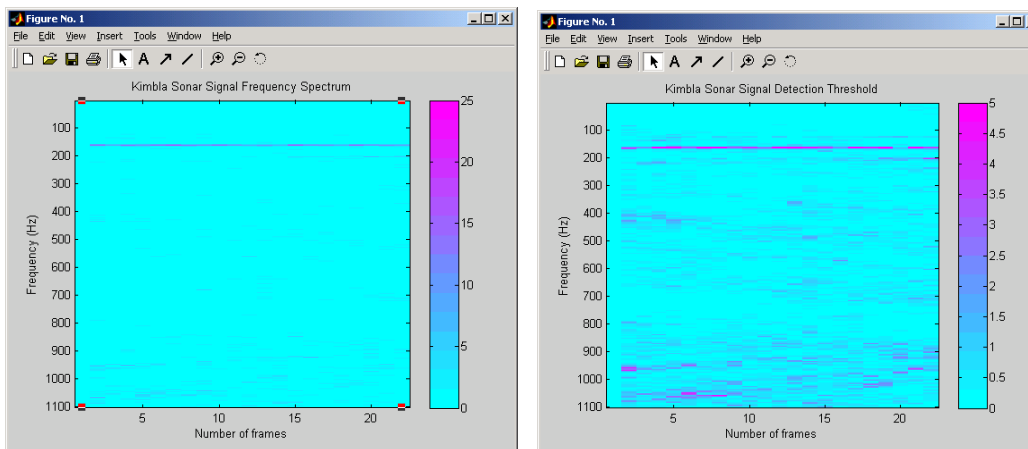 Figure No. 1
File Edit View Insert Tools Window Help
A
Kimbla Sonar Signal Frequency Spectrum
100
200
300
400
500
600
700
800
900
1000
1100
Frequency (Hz)
5 10 15 20
Number of frames
25
20
15
10
5
0
Figure No. 1
File Edit View Insert Tools Window Help
A
Kimbla Sonar Signal Detection Threshold
100
200
300
400
500
600
700
800
900
1000
1100
Frequency (Hz)
5 10 15 20
Number of frames
5
4.5
4
3.5
3
2.5
2
1.5
1
0.5
0